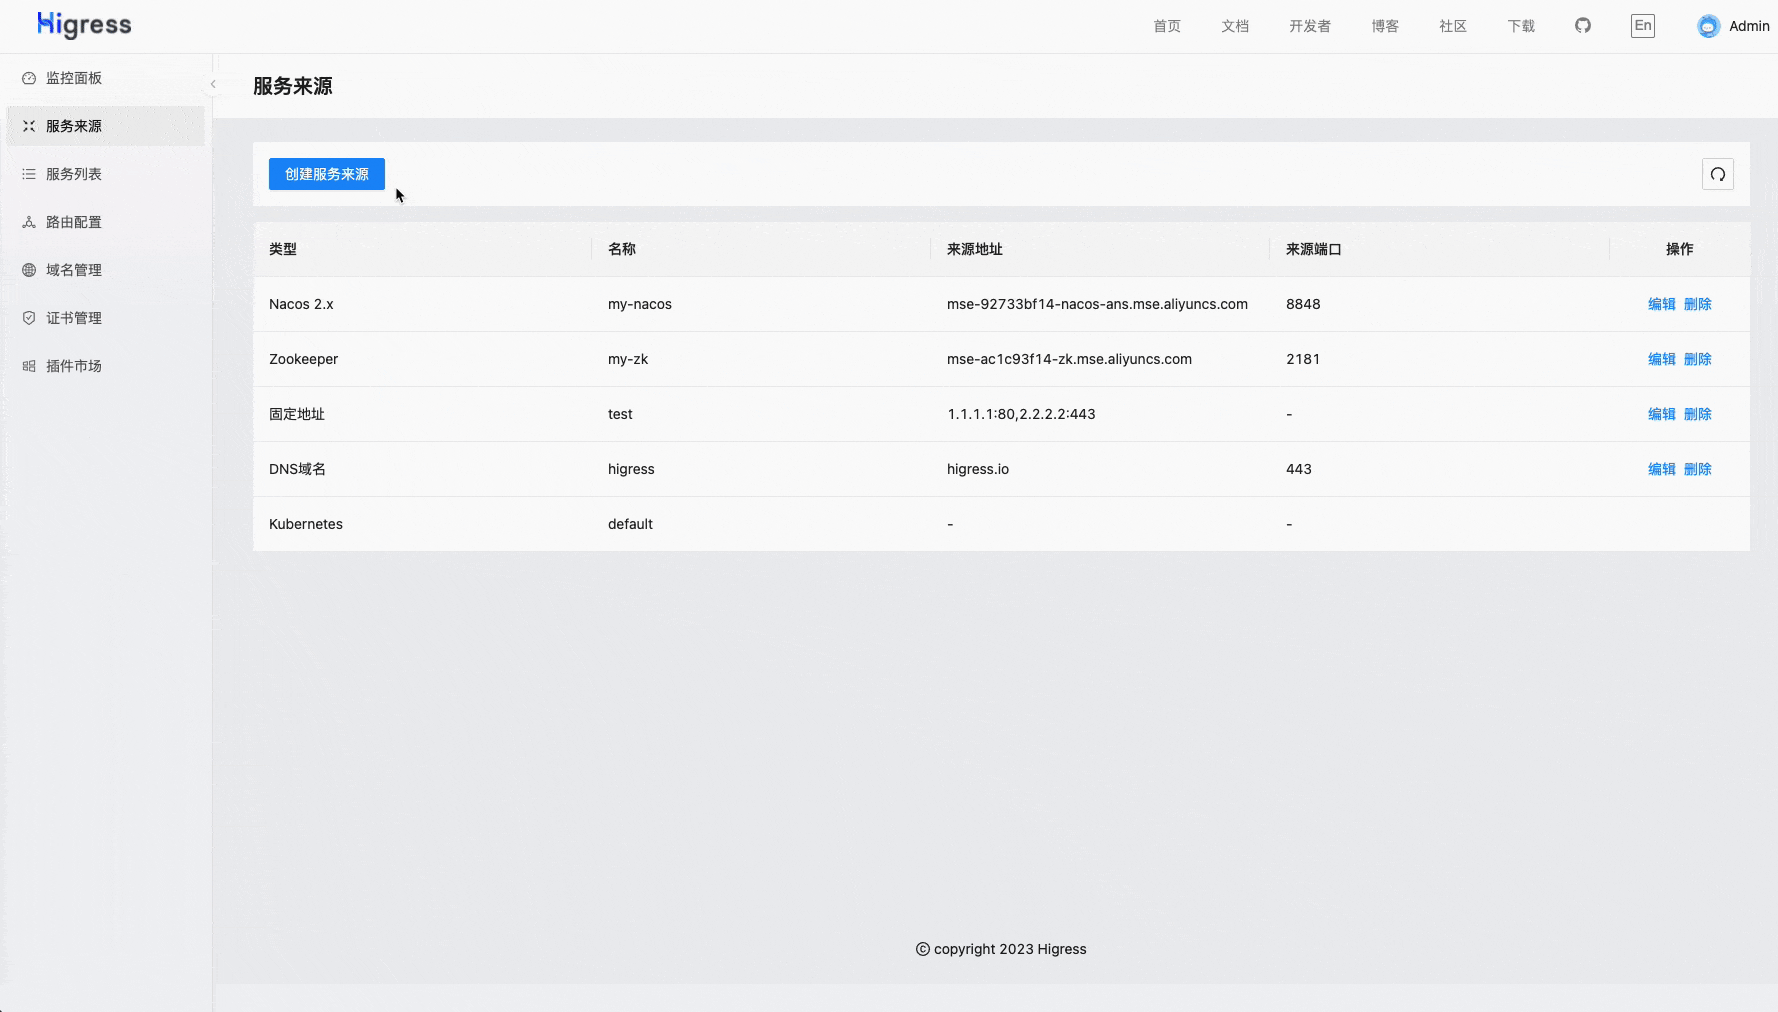 Higress
首页 文档 开发者 博客 社区 下载 En Admin
监控面板
服务来源
服务列表
路由配置
域名管理
证书管理
插件市场
服务来源
创建服务来源
类型 名称 来源地址 来源端口 操作
Nacos 2.x my-nacos mse-92733bf14-nacos-ans.mse.aliyuncs.com 8848 编辑 删除
Zookeeper my-zk mse-ac1c93f14-zk.mse.aliyuncs.com 2181 编辑 删除
固定地址 test 1.1.1.1:80,2.2.2.2:443 - 编辑 删除
DNS域名 higress higress.io 443 编辑 删除
Kubernetes default - -
© copyright 2023 Higress